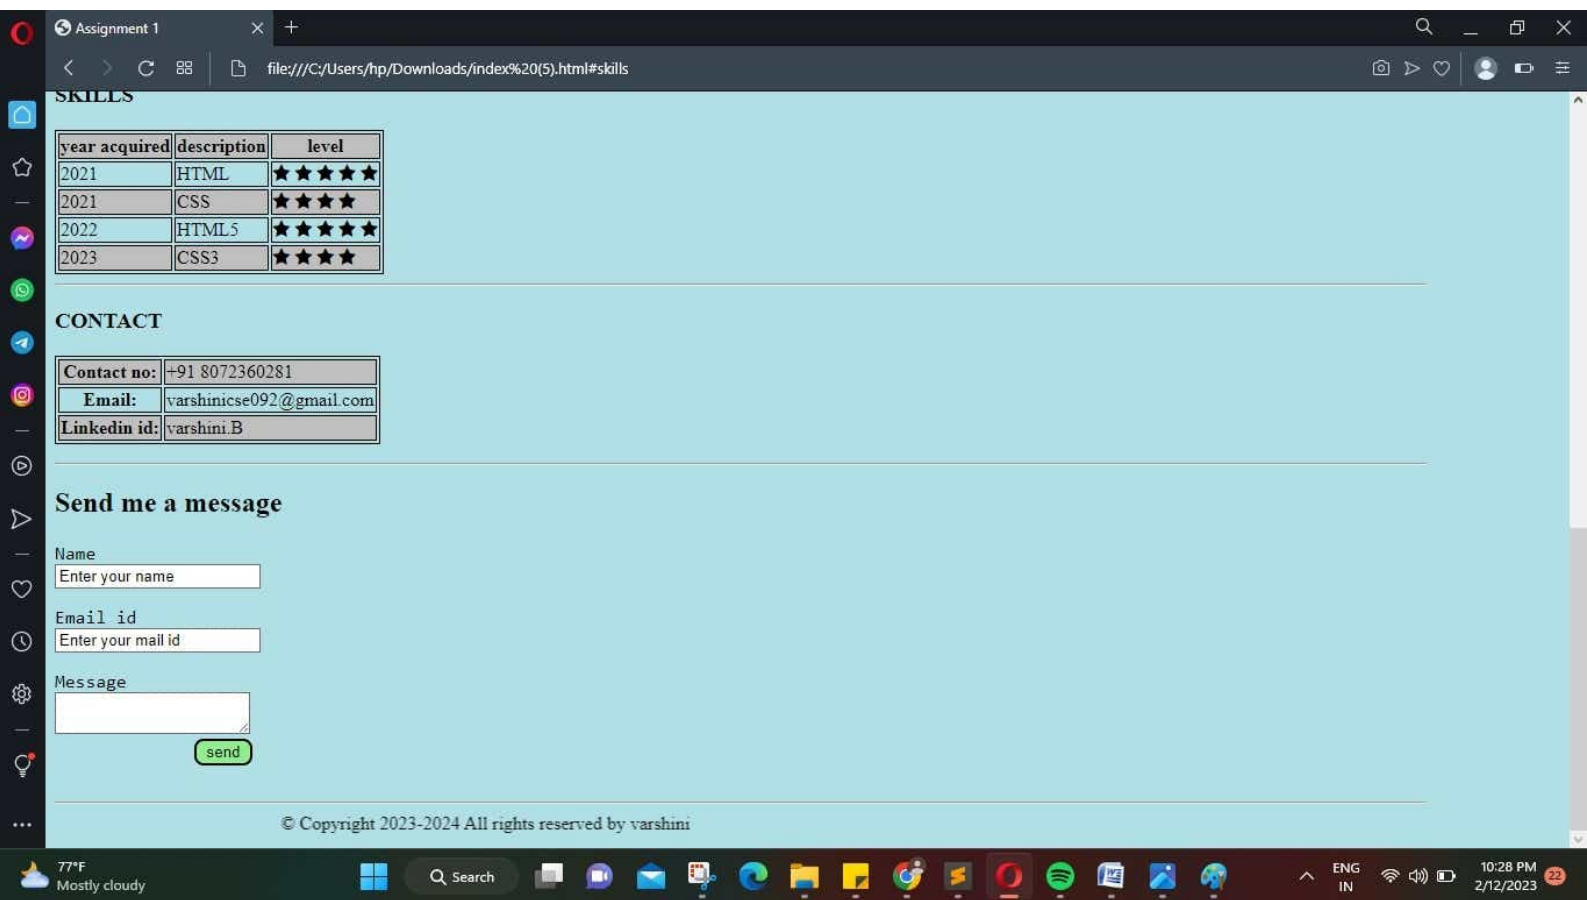 Assignment 1
file:///C:/Users/hp/Downloads/index%20(5).html#skills
SKILLS
year acquired description level
2021 HTML ★★★★★
2021 CSS ★★★★
2022 HTML5 ★★★★★
2023 CSS3 ★★★★
CONTACT
Contact no: +91 8072360281
Email: varshinicse092@gmail.com
Linkedin id: varshini.B
Send me a message
Name
Enter your name
Email id
Enter your mail id
Message
send
© Copyright 2023-2024 All rights reserved by varshini
77°F
Mostly cloudy
Search
ENG
IN
10:28 PM
2/12/2023
22